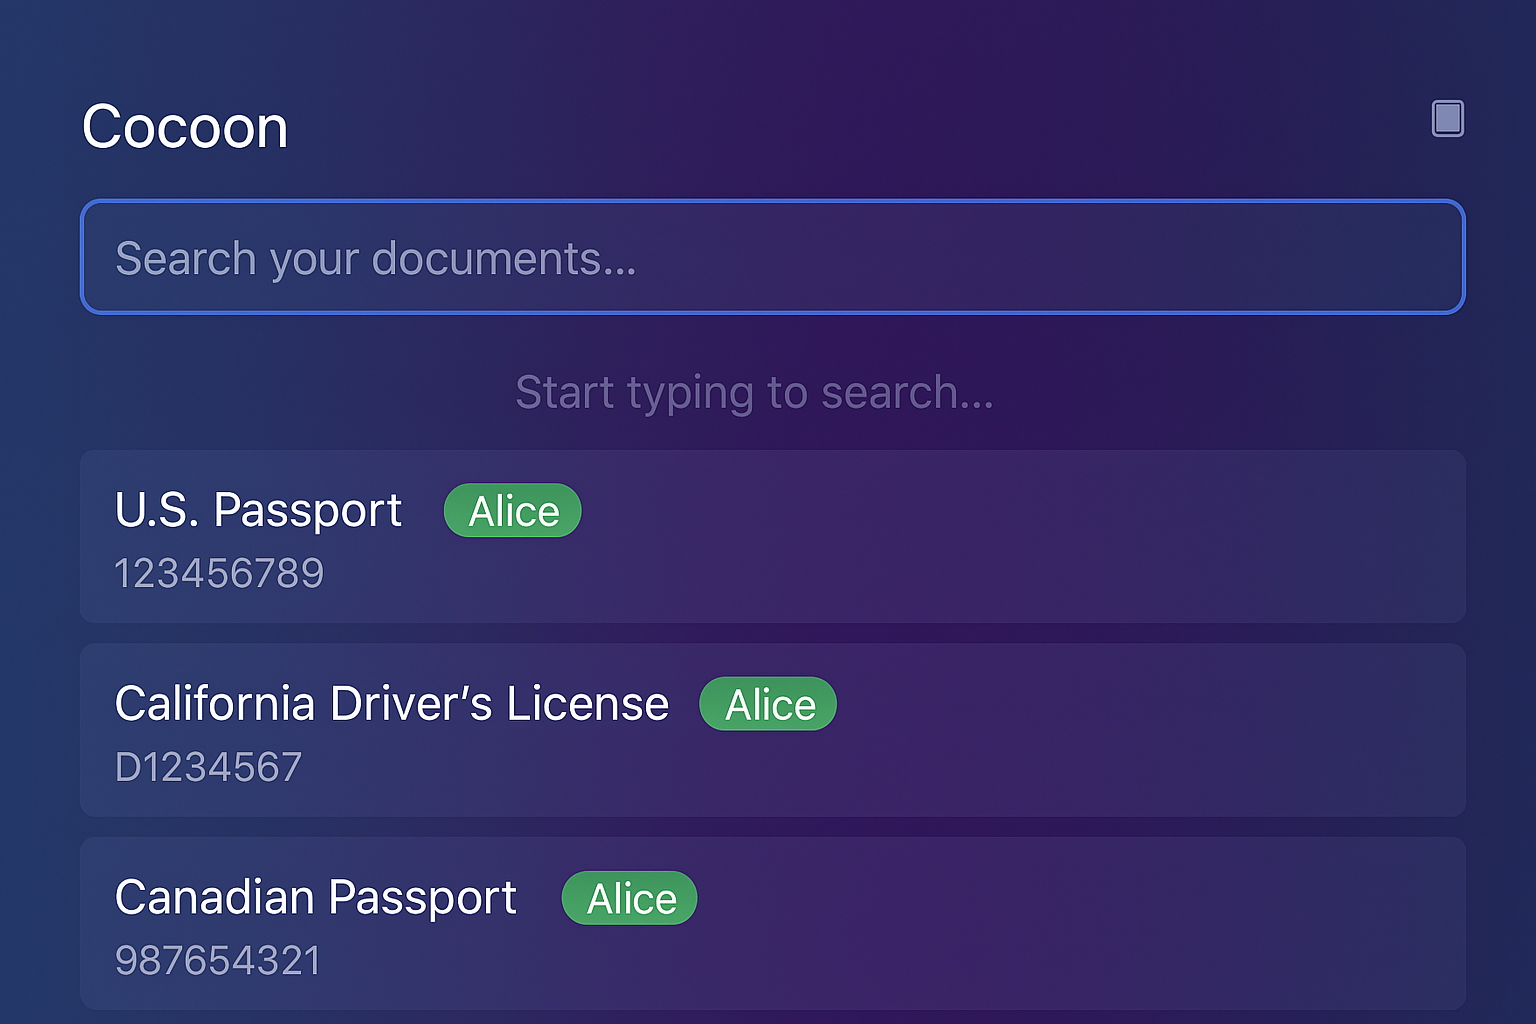 Cocoon
Search your documents...
Start typing to search...
U.S. Passport Alice
123456789
California Driver’s License Alice
D1234567
Canadian Passport Alice
987654321